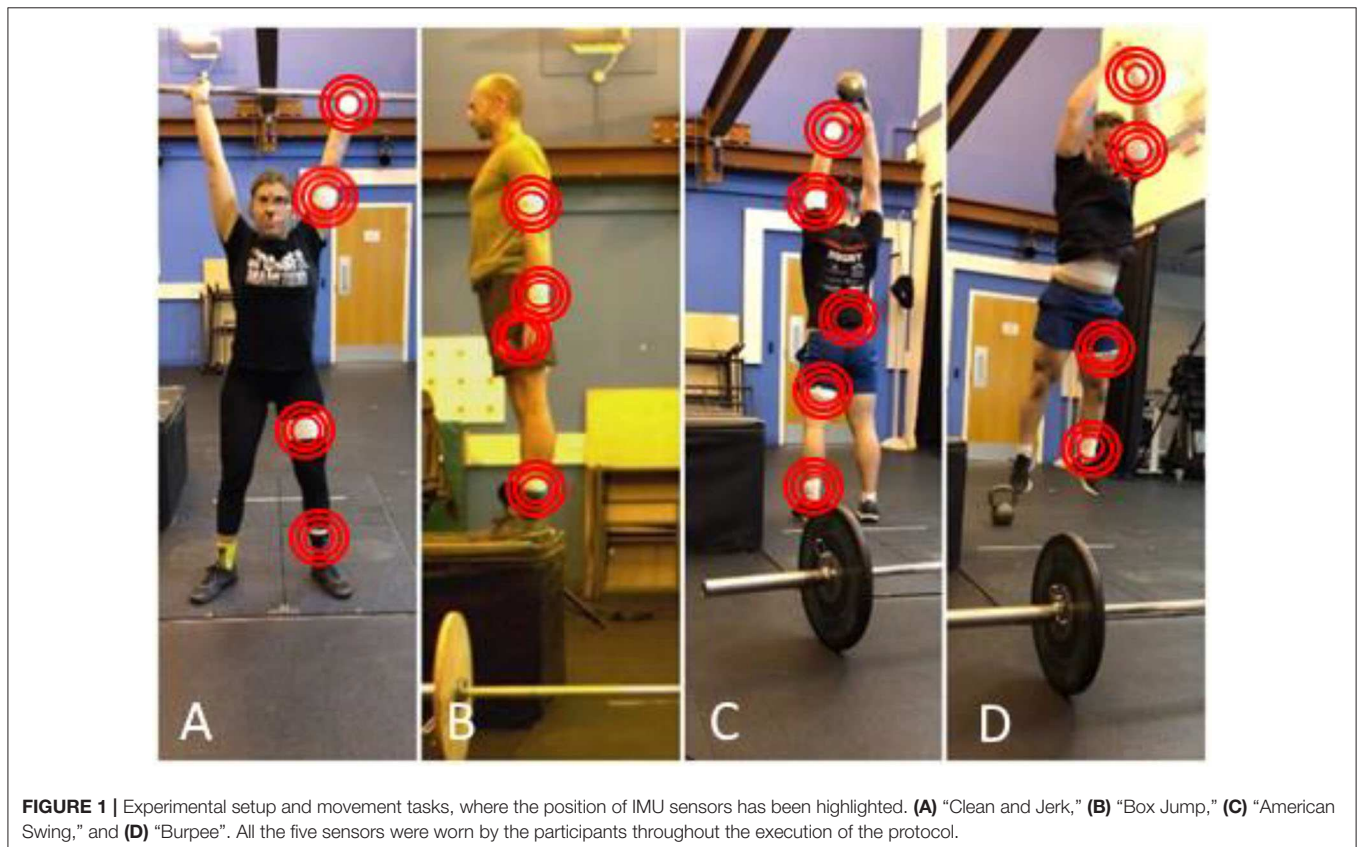 A
B
C
D
FIGURE 1 | Experimental setup and movement tasks, where the position of IMU sensors has been highlighted. (A) “Clean and Jerk,” (B) “Box Jump,” (C) “American
Swing,” and (D) “Burpee”. All the five sensors were worn by the participants throughout the execution of the protocol.